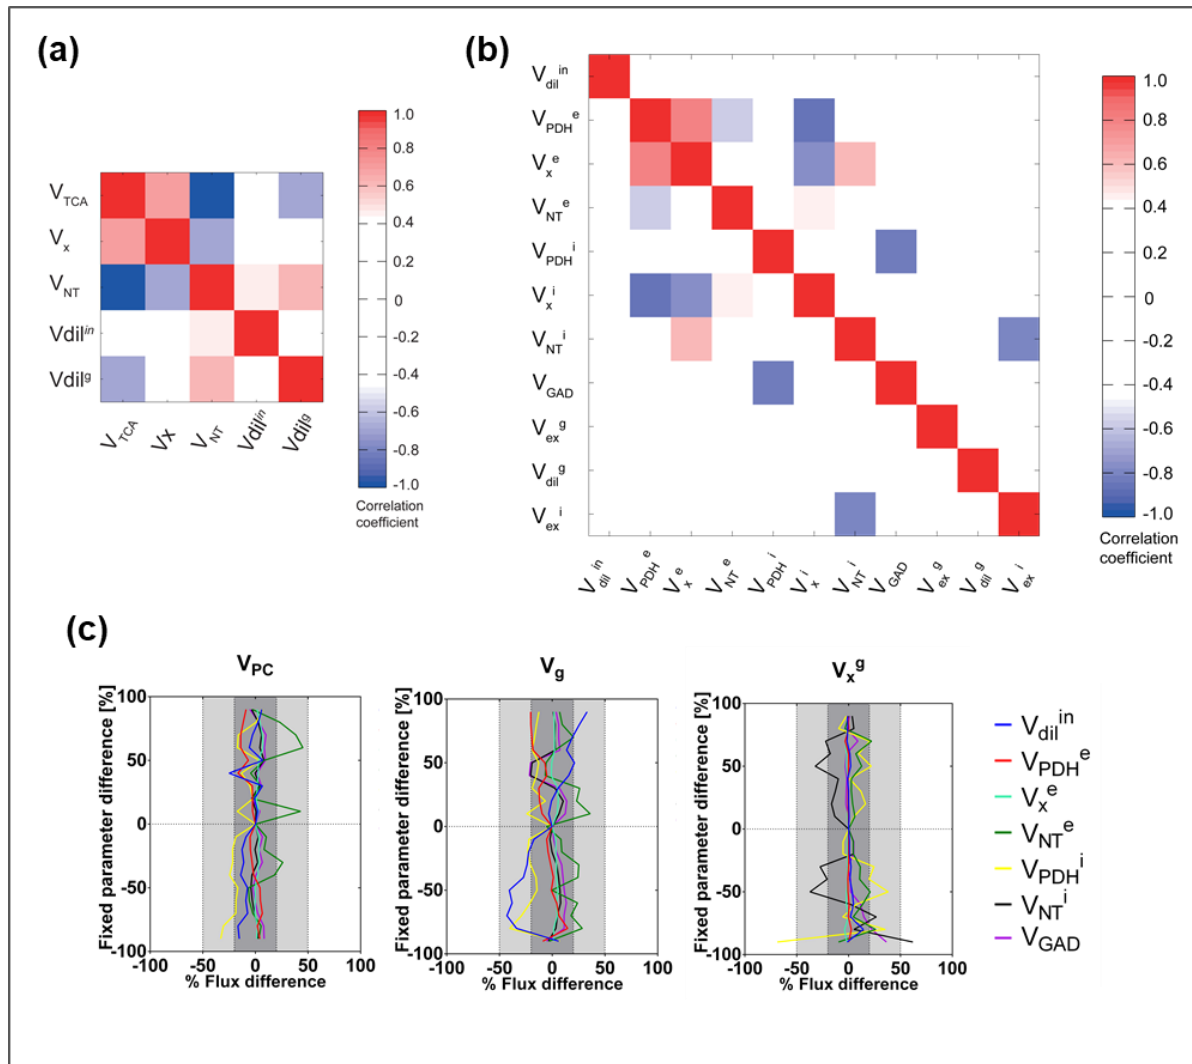 (a)
1.0
0.8
0.6
0.4
0.2
0
-0.2
-0.4
-0.6
-0.8
-1.0
Correlation
coefficient
V_TCA
V_x
V_NT
Vdil^in
Vdil^g
V_TCA
Vx
V_NT
Vdil^in
Vdil^g
(b)
V_dil^in
V_PDH^e
V_x^e
V_NT^e
V_PDH^i
V_x^i
V_NT^i
V_GAD
V_ex^g
V_dil^g
V_ex^i
V_dil^in
V_PDH^e
V_x^e
V_NT^e
V_PDH^i
V_x^i
V_NT^i
V_GAD
V_ex^g
V_dil^g
V_ex^i
1.0
0.8
0.6
0.4
0.2
0
-0.2
-0.4
-0.6
-0.8
-1.0
Correlation
coefficient
(c)
V_PC
Fixed parameter difference [%]
100
50
0
-50
-100
-100 -50 0 50 100
% Flux difference
V_g
Fixed parameter difference [%]
100
50
0
-50
-100
-100 -50 0 50 100
% Flux difference
V_x^g
Fixed parameter difference [%]
100
50
0
-50
-100
-100 -50 0 50 100
% Flux difference
V_dil^in
V_PDH^e
V_x^e
V_NT^e
V_PDH^i
V_NT^i
V_GAD